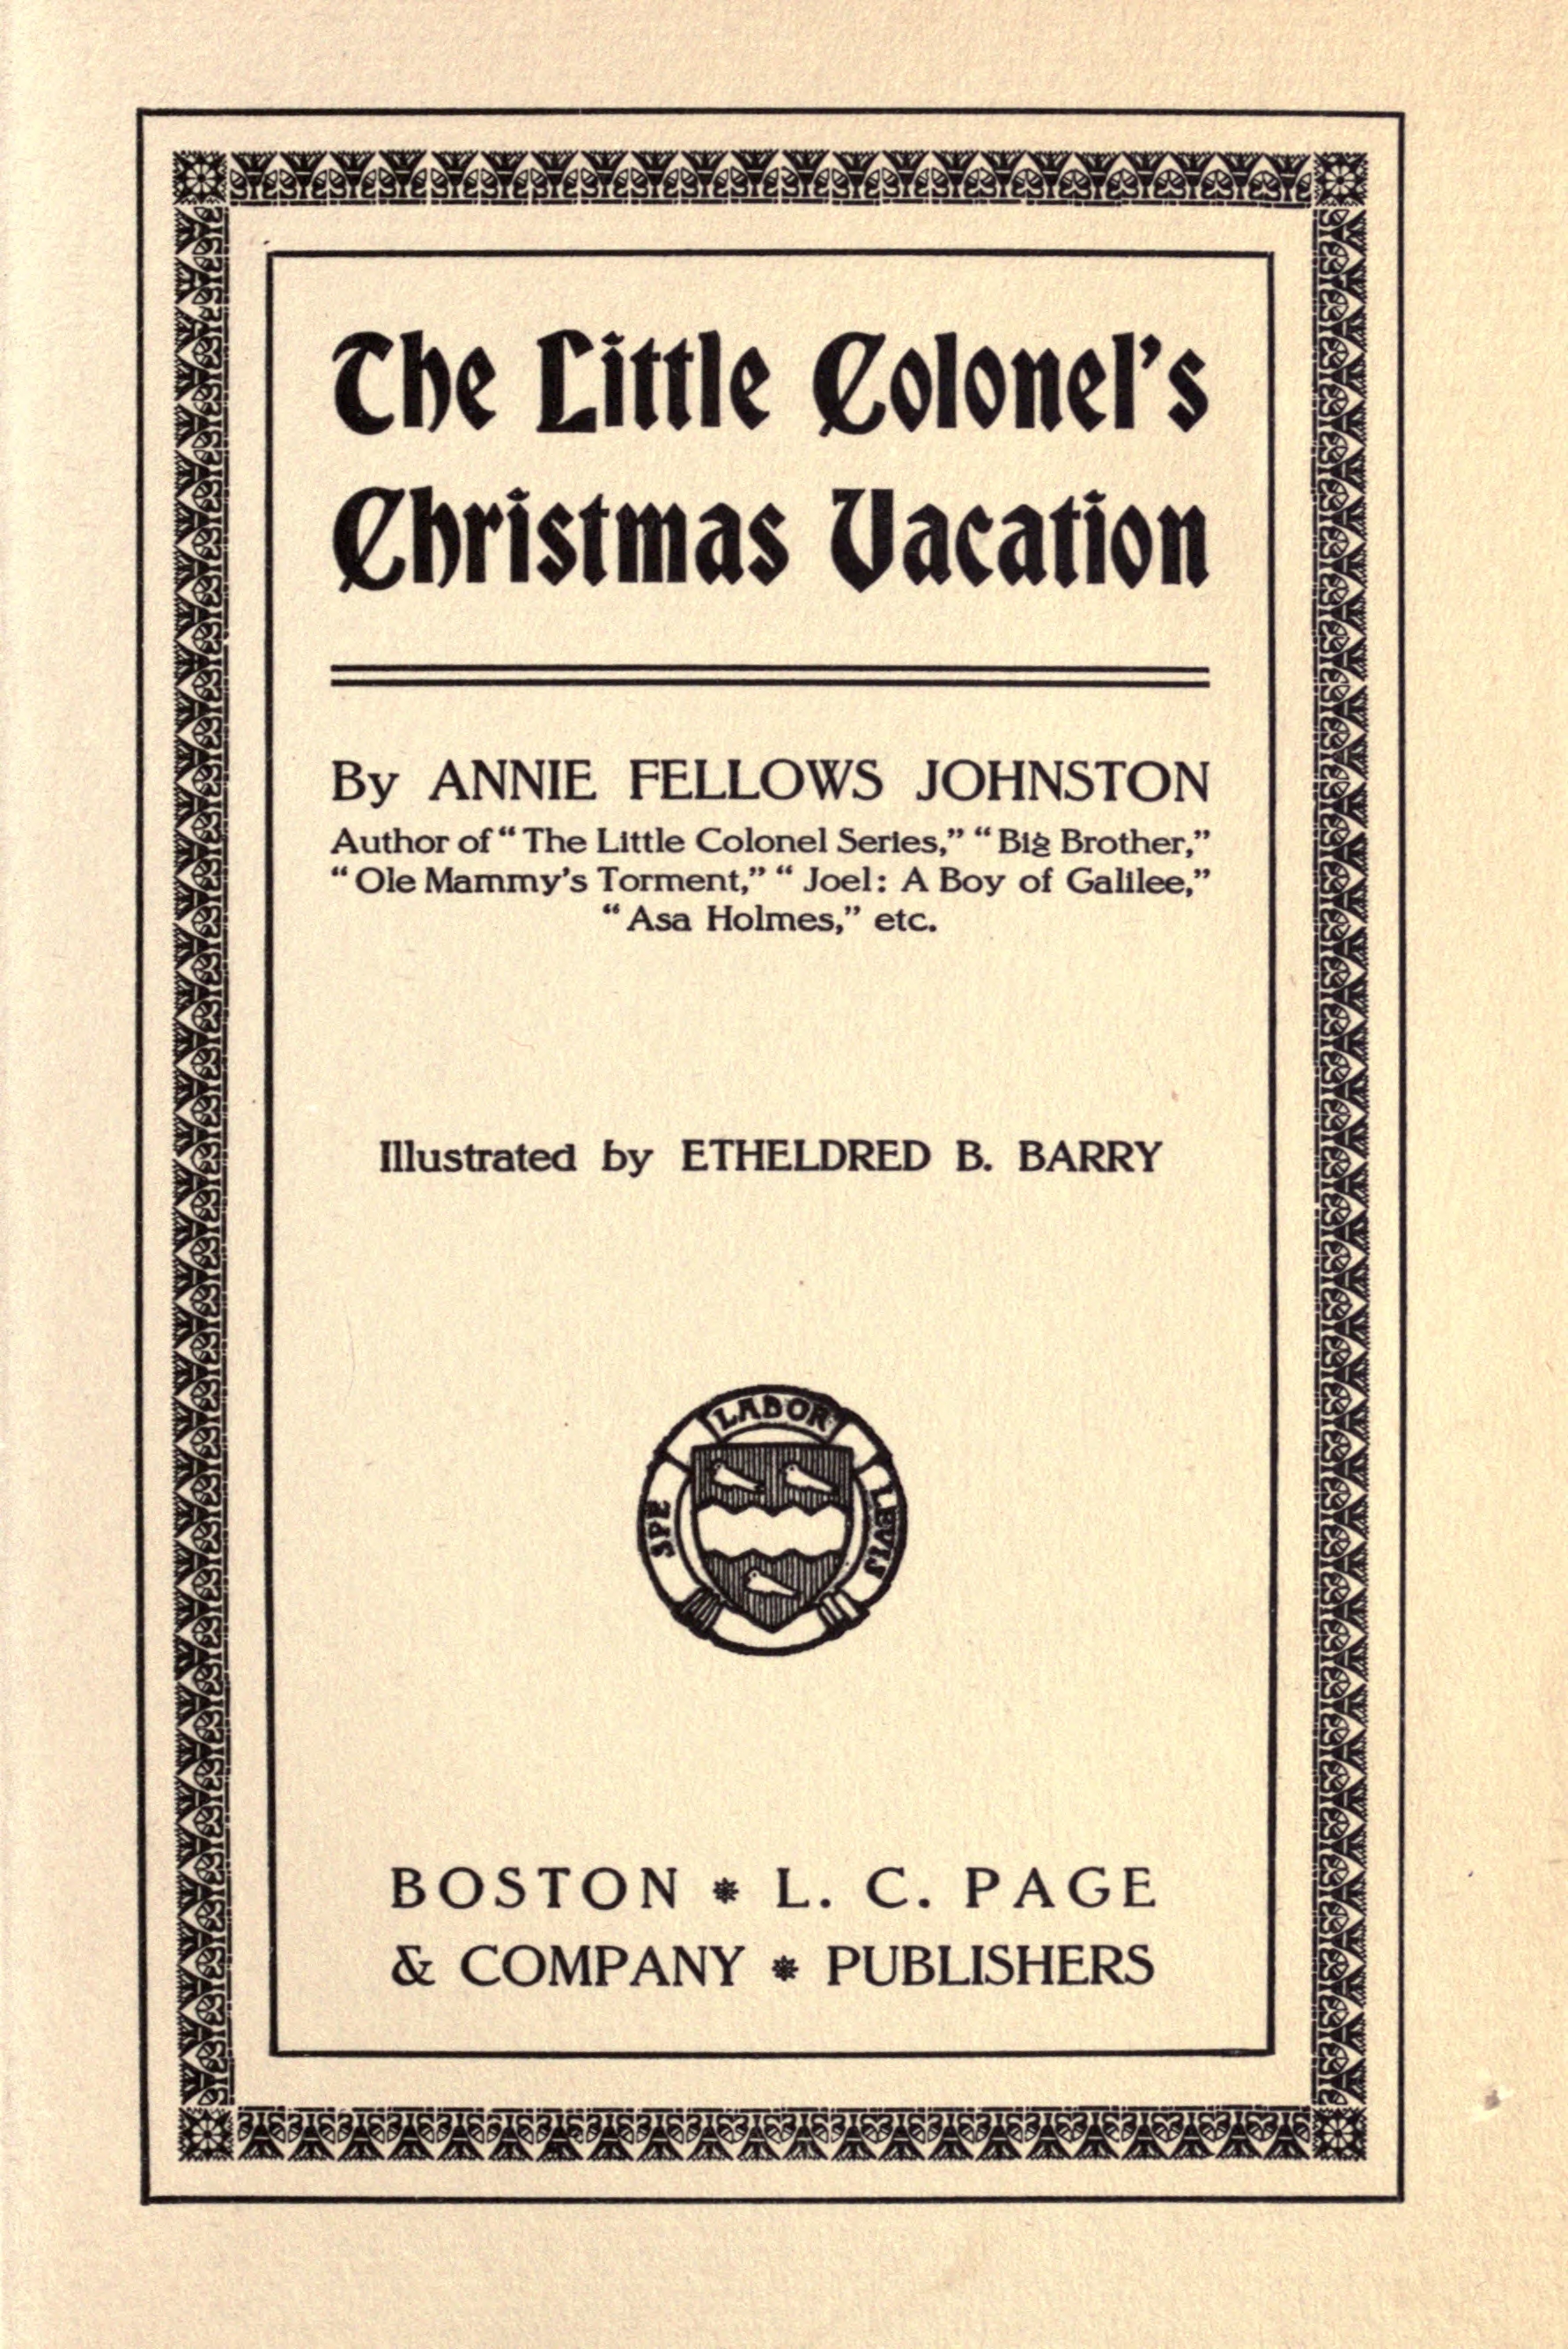 The Little Colonel's
Christmas Vacation
By ANNIE FELLOWS JOHNSTON
Author of “The Little Colonel Series,” “Big Brother,”
“Ole Mammy's Torment,” “Joel: A Boy of Galilee,”
“Asa Holmes,” etc.
Illustrated by ETHELDRED B. BARRY
SPE LABOR LEVIS
BOSTON * L. C. PAGE
& COMPANY * PUBLISHERS